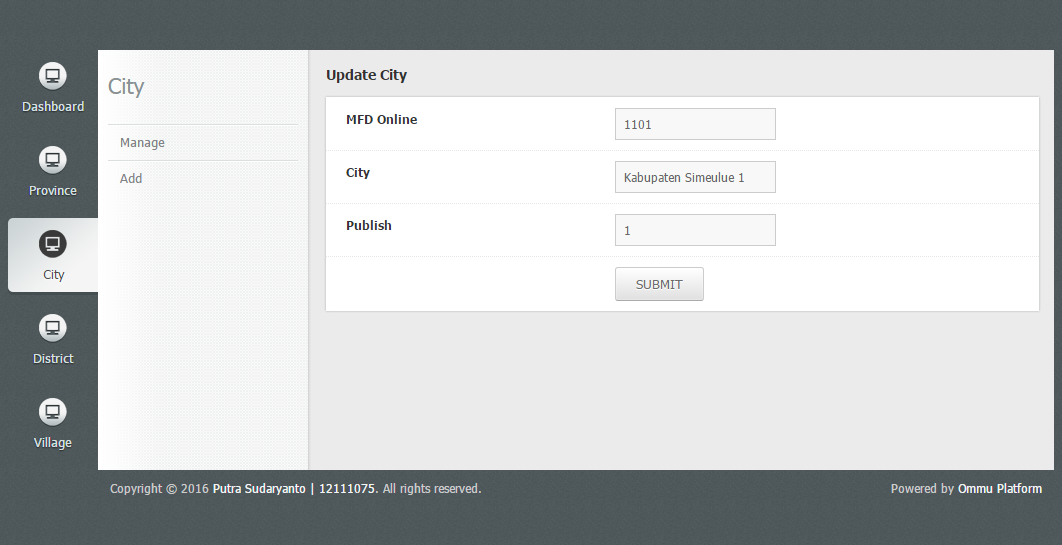 Dashboard
Province
City
District
Village
City
Manage
Add
Update City
MFD Online
1101
City
Kabupaten Simeulue 1
Publish
1
SUBMIT
Copyright © 2016 Putra Sudaryanto | 12111075. All rights reserved.
Powered by Ommu Platform